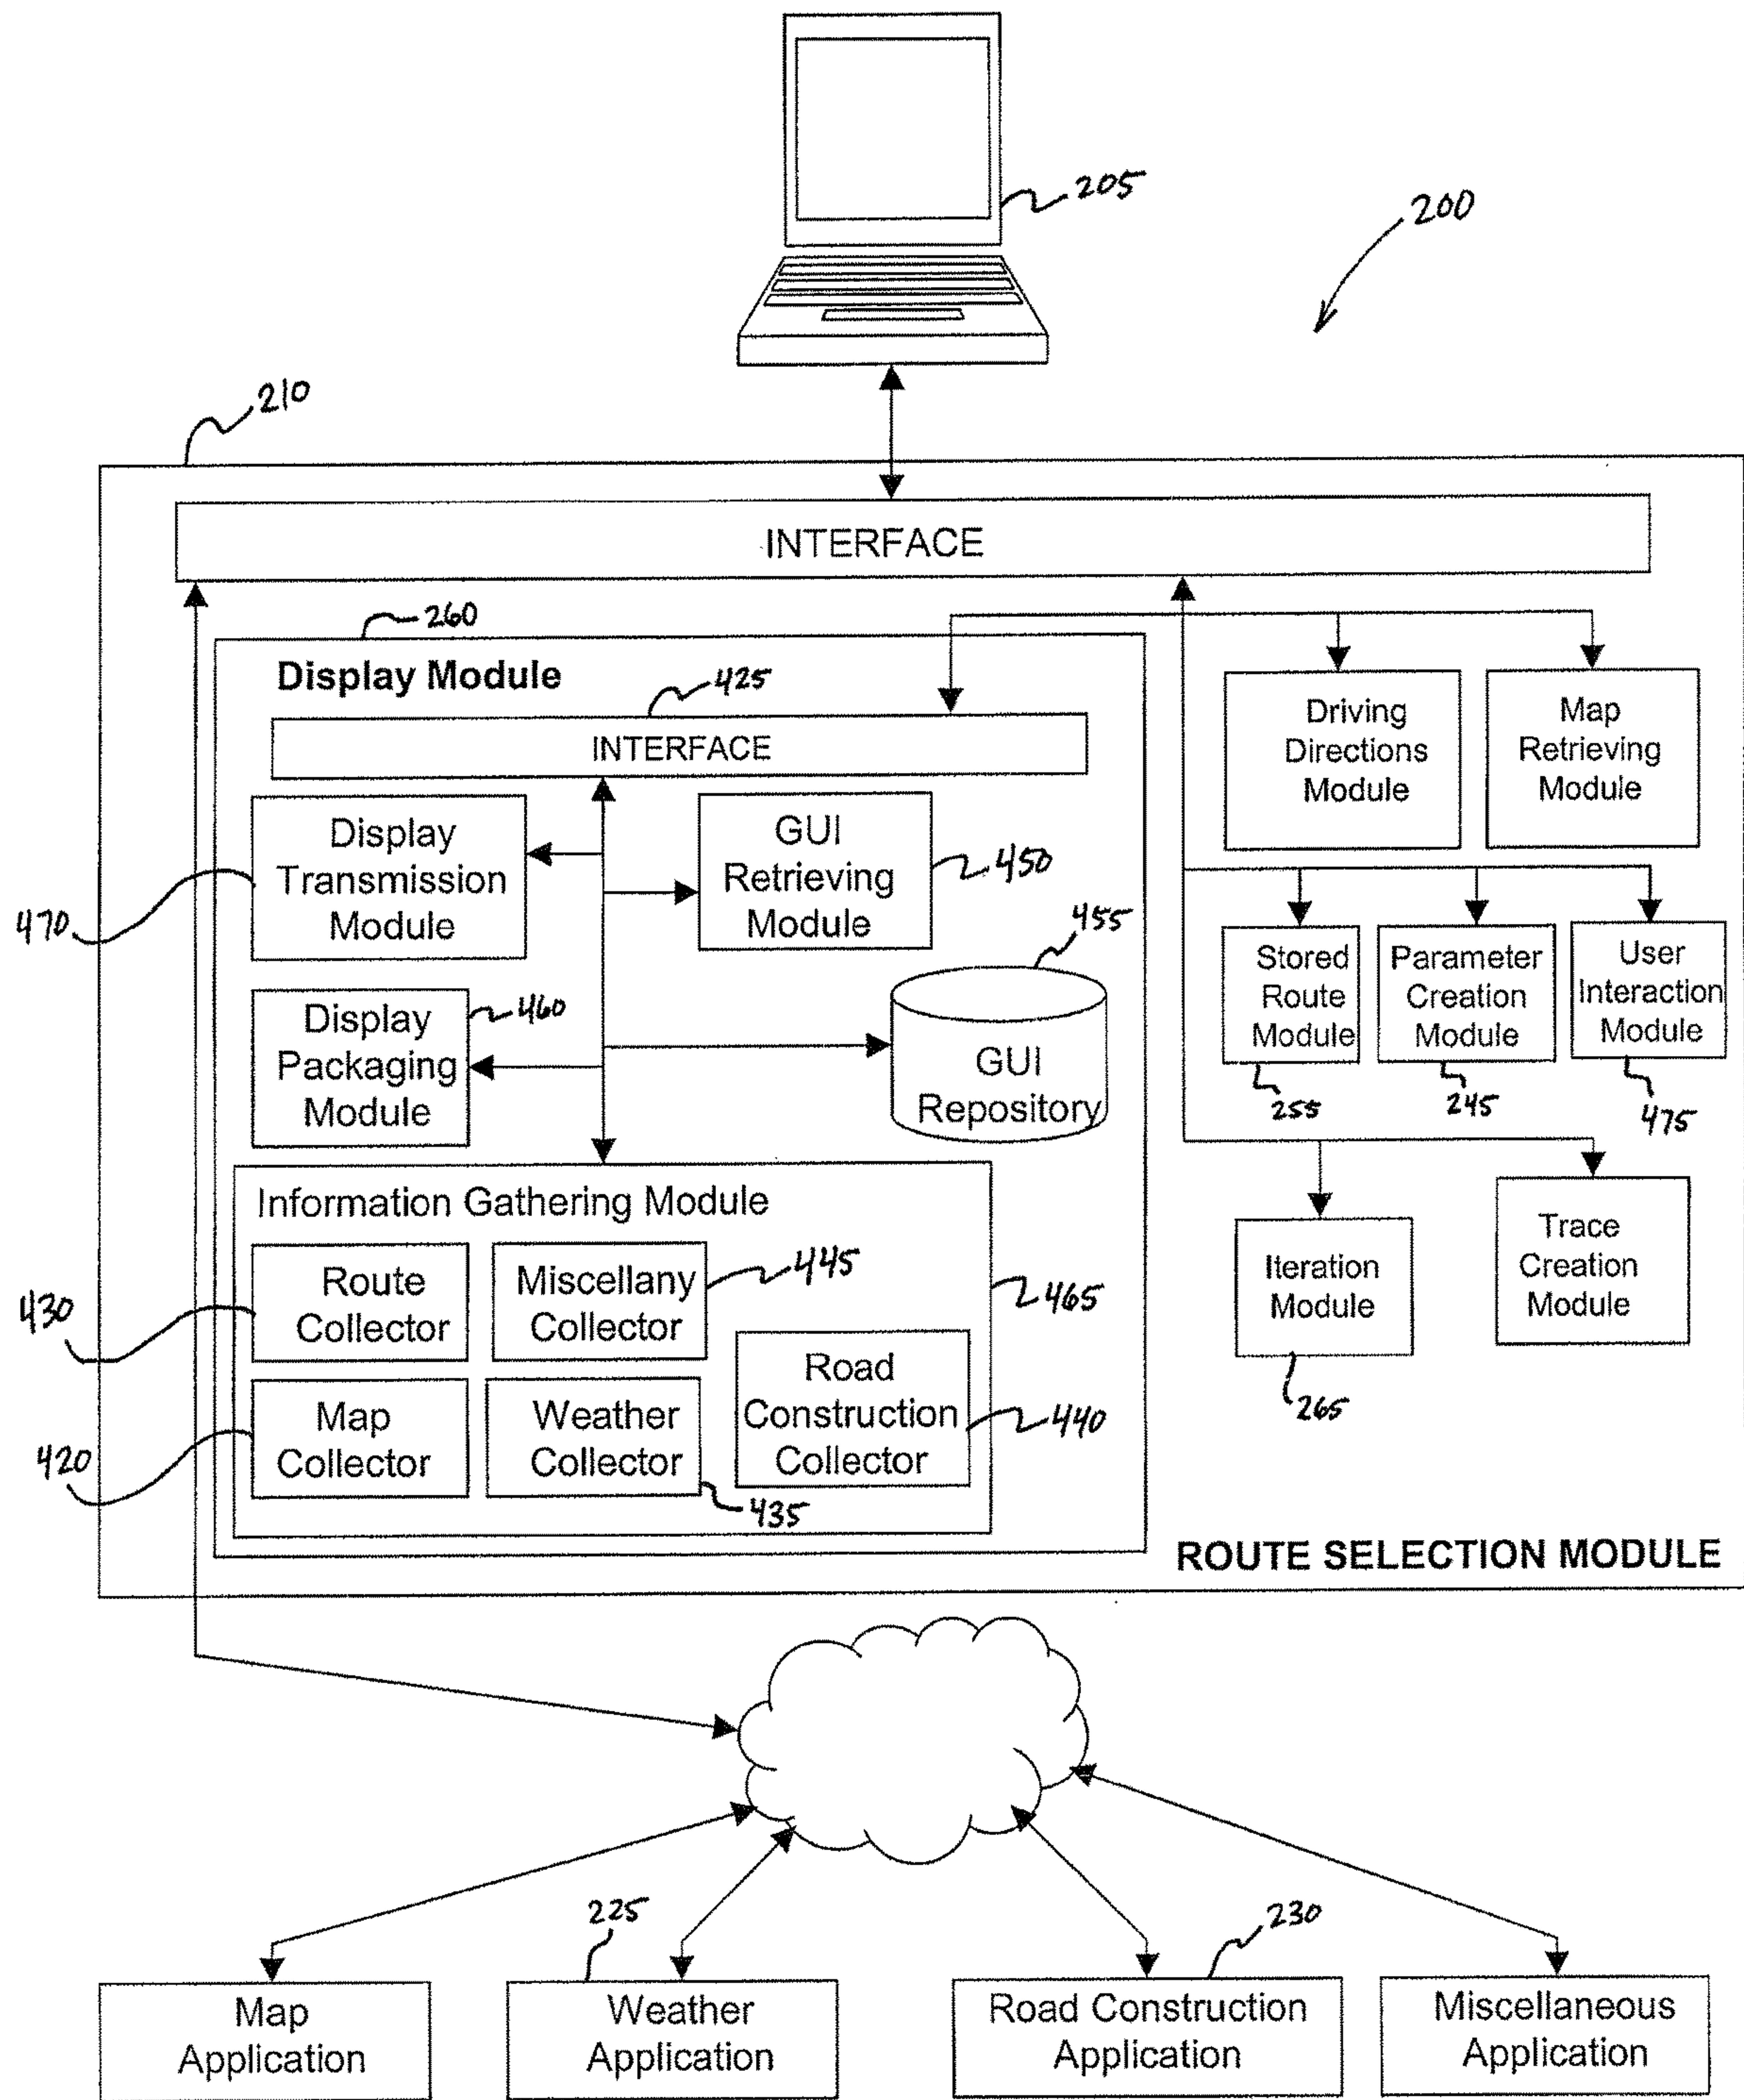 205
200
210
INTERFACE
260
Display Module
425
INTERFACE
Driving
Directions
Module
Map
Retrieving
Module
Display
Transmission
Module
470
GUI
Retrieving
Module
450
455
GUI
Repository
Display
Packaging
Module
460
Stored
Route
Module
255
Parameter
Creation
Module
245
User
Interaction
Module
475
Information Gathering Module
Route
Collector
430
Miscellany
Collector
445
465
Map
Collector
420
Weather
Collector
435
Road
Construction
Collector
440
Iteration
Module
265
Trace
Creation
Module
ROUTE SELECTION MODULE
225
230
Map
Application
Weather
Application
Road Construction
Application
Miscellaneous
Application